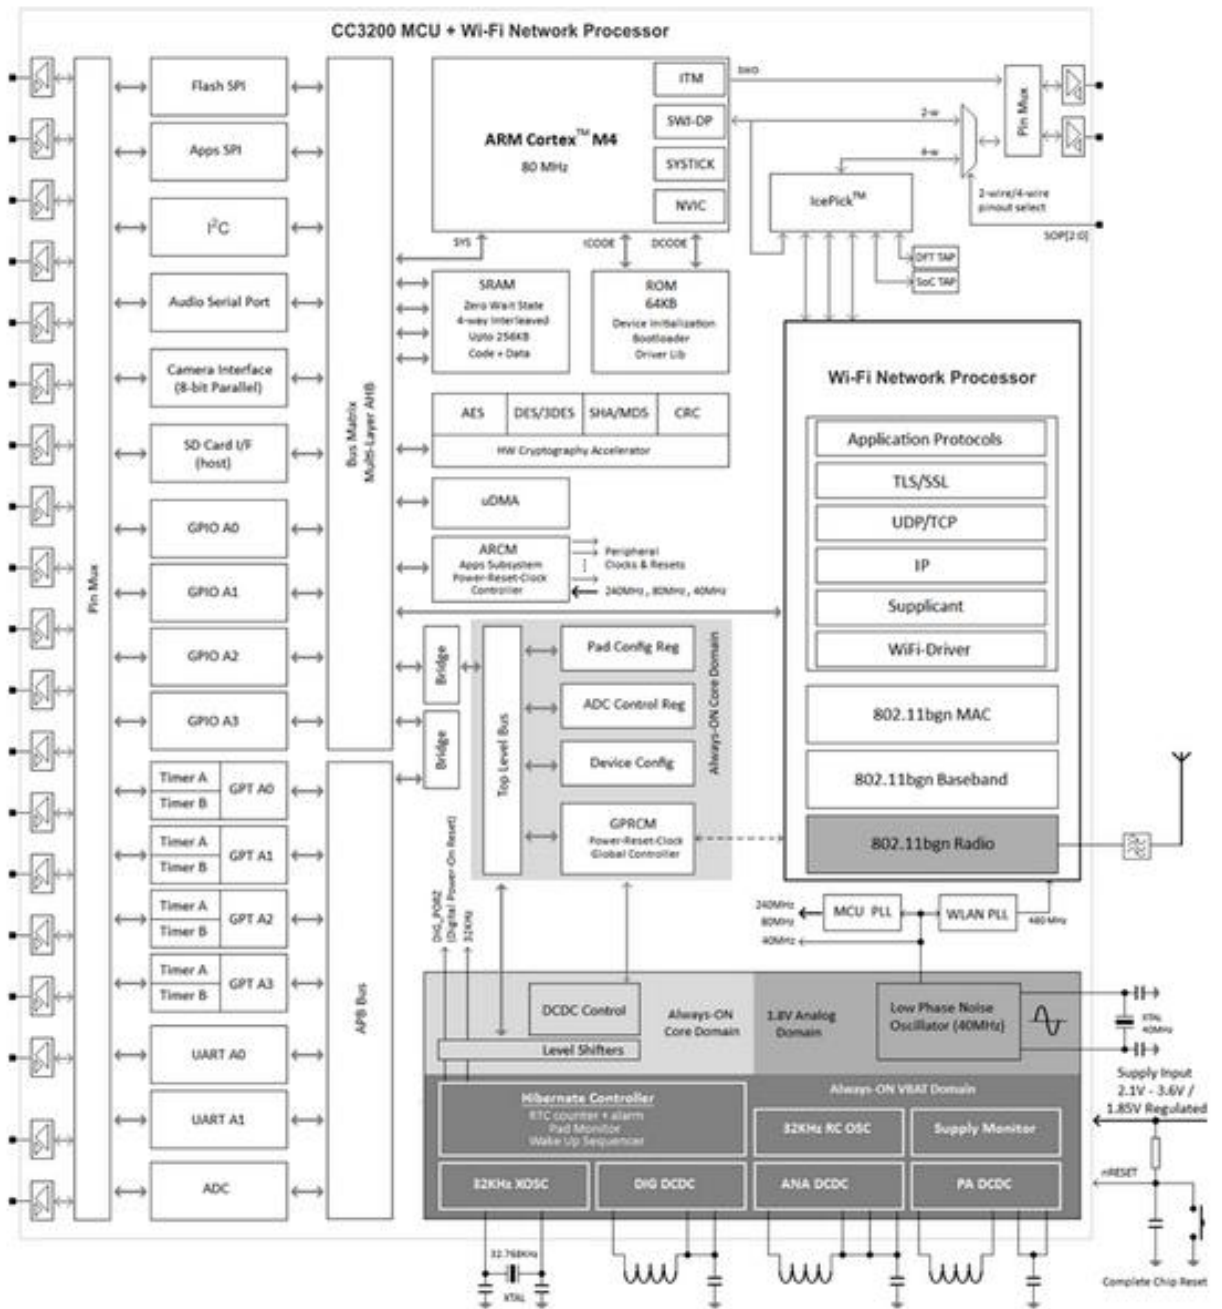 CC3200 MCU + Wi-Fi Network Processor
Pin Mux
Flash SPI
Apps SPI
I²C
Audio Serial Port
Camera Interface
(8-bit Parallel)
SD Card I/F
(host)
GPIO A0
GPIO A1
GPIO A2
GPIO A3
Timer A
Timer B
GPT A0
Timer A
Timer B
GPT A1
Timer A
Timer B
GPT A2
Timer A
Timer B
GPT A3
UART A0
UART A1
ADC
Bus Matrix
Multi-Layer AHB
APB Bus
ARM Cortex™ M4
80 MHz
ITM
SWJ-DP
SYSTICK
NVIC
SWO
2-w
4-w
Pin Mux
IcePick™
2-wire/4-wire
pinout select
SOP[2:0]
DFT TAP
SoC TAP
SYS
ICODE
DCODE
SRAM
Zero Wait State
4-way Interleaved
Upto 256KB
Code + Data
ROM
64KB
Device Initialization
Bootloader
Driver Lib
AES
DES/3DES
SHA/MD5
CRC
HW Cryptography Accelerator
uDMA
ARCM
Apps Subsystem
Power-Reset-Clock
Controller
Peripheral
Clocks & Resets
240MHz , 80MHz , 40MHz
Bridge
Bridge
Top Level Bus
Pad Config Reg
ADC Control Reg
Device Config
GPRCM
Power-Reset-Clock
Global Controller
Always-ON Core Domain
Wi-Fi Network Processor
Application Protocols
TLS/SSL
UDP/TCP
IP
Supplicant
WiFi-Driver
802.11bgn MAC
802.11bgn Baseband
802.11bgn Radio
DIG_PORZ
(Digital Power-On Reset)
32KHz
240MHz
80MHz
40MHz
MCU PLL
WLAN PLL
480 MHz
DCDC Control
Level Shifters
Always-ON
Core Domain
1.8V Analog
Domain
Low Phase Noise
Oscillator (40MHz)
XTAL
40MHz
Supply Input
2.1V - 3.6V /
1.85V Regulated
Hibernate Controller
RTC counter + alarm
Pad Monitor
Wake Up Sequencer
Always-ON VBAT Domain
32KHz RC OSC
Supply Monitor
32KHz XOSC
DIG DCDC
ANA DCDC
PA DCDC
nRESET
32.768KHz
XTAL
Complete Chip Reset